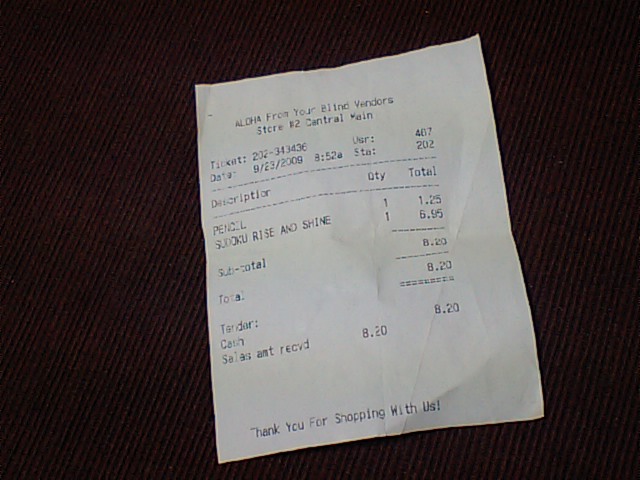 ALOHA From Your Blind Vendors
Store #2 Central Main
Ticket: 202-343436 Usr: 467
Date: 9/23/2009 8:52a Sta: 202
Description Qty Total
PENCIL 1 1.25
SUDOKU RISE AND SHINE 1 6.95
Sub-total 8.20
Total 8.20
Tender:
Cash 8.20
Sales amt recvd 8.20
Thank You For Shopping With Us!